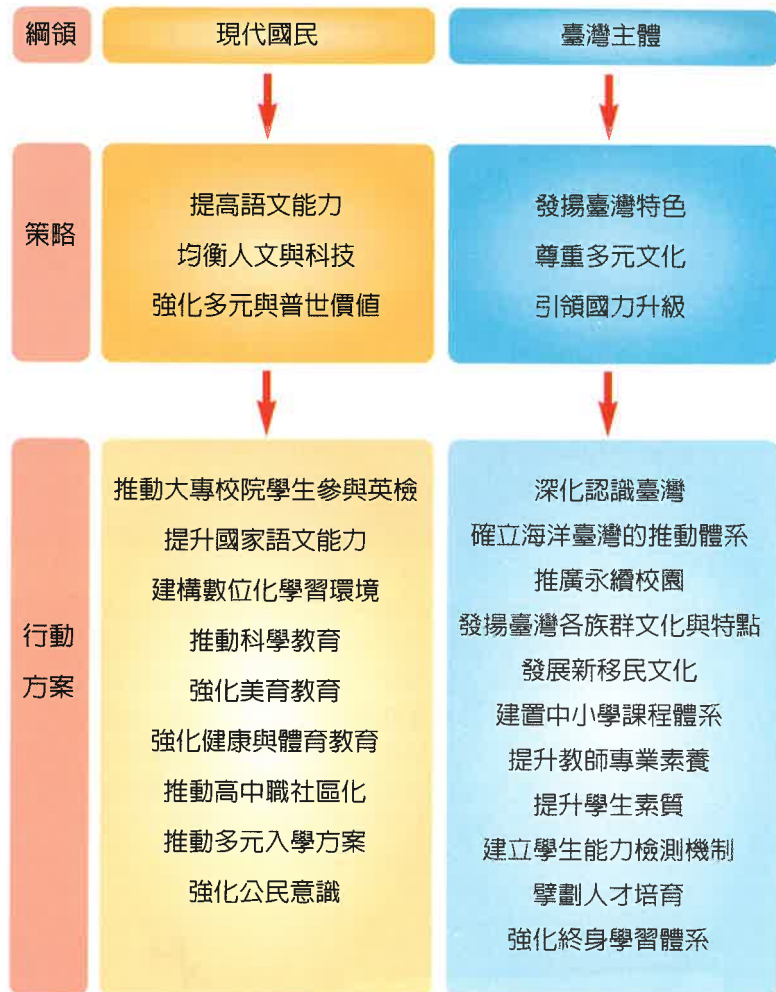 綱領
現代國民
臺灣主體
策略
提高語文能力
均衡人文與科技
強化多元與普世價值
發揚臺灣特色
尊重多元文化
引領國力升級
行動
方案
推動大專校院學生參與英檢
提升國家語文能力
建構數位化學習環境
推動科學教育
強化美育教育
強化健康與體育教育
推動高中職社區化
推動多元入學方案
強化公民意識
深化認識臺灣
確立海洋臺灣的推動體系
推廣永續校園
發揚臺灣各族群文化與特點
發展新移民文化
建置中小學課程體系
提升教師專業素養
提升學生素質
建立學生能力檢測機制
擘劃人才培育
強化終身學習體系